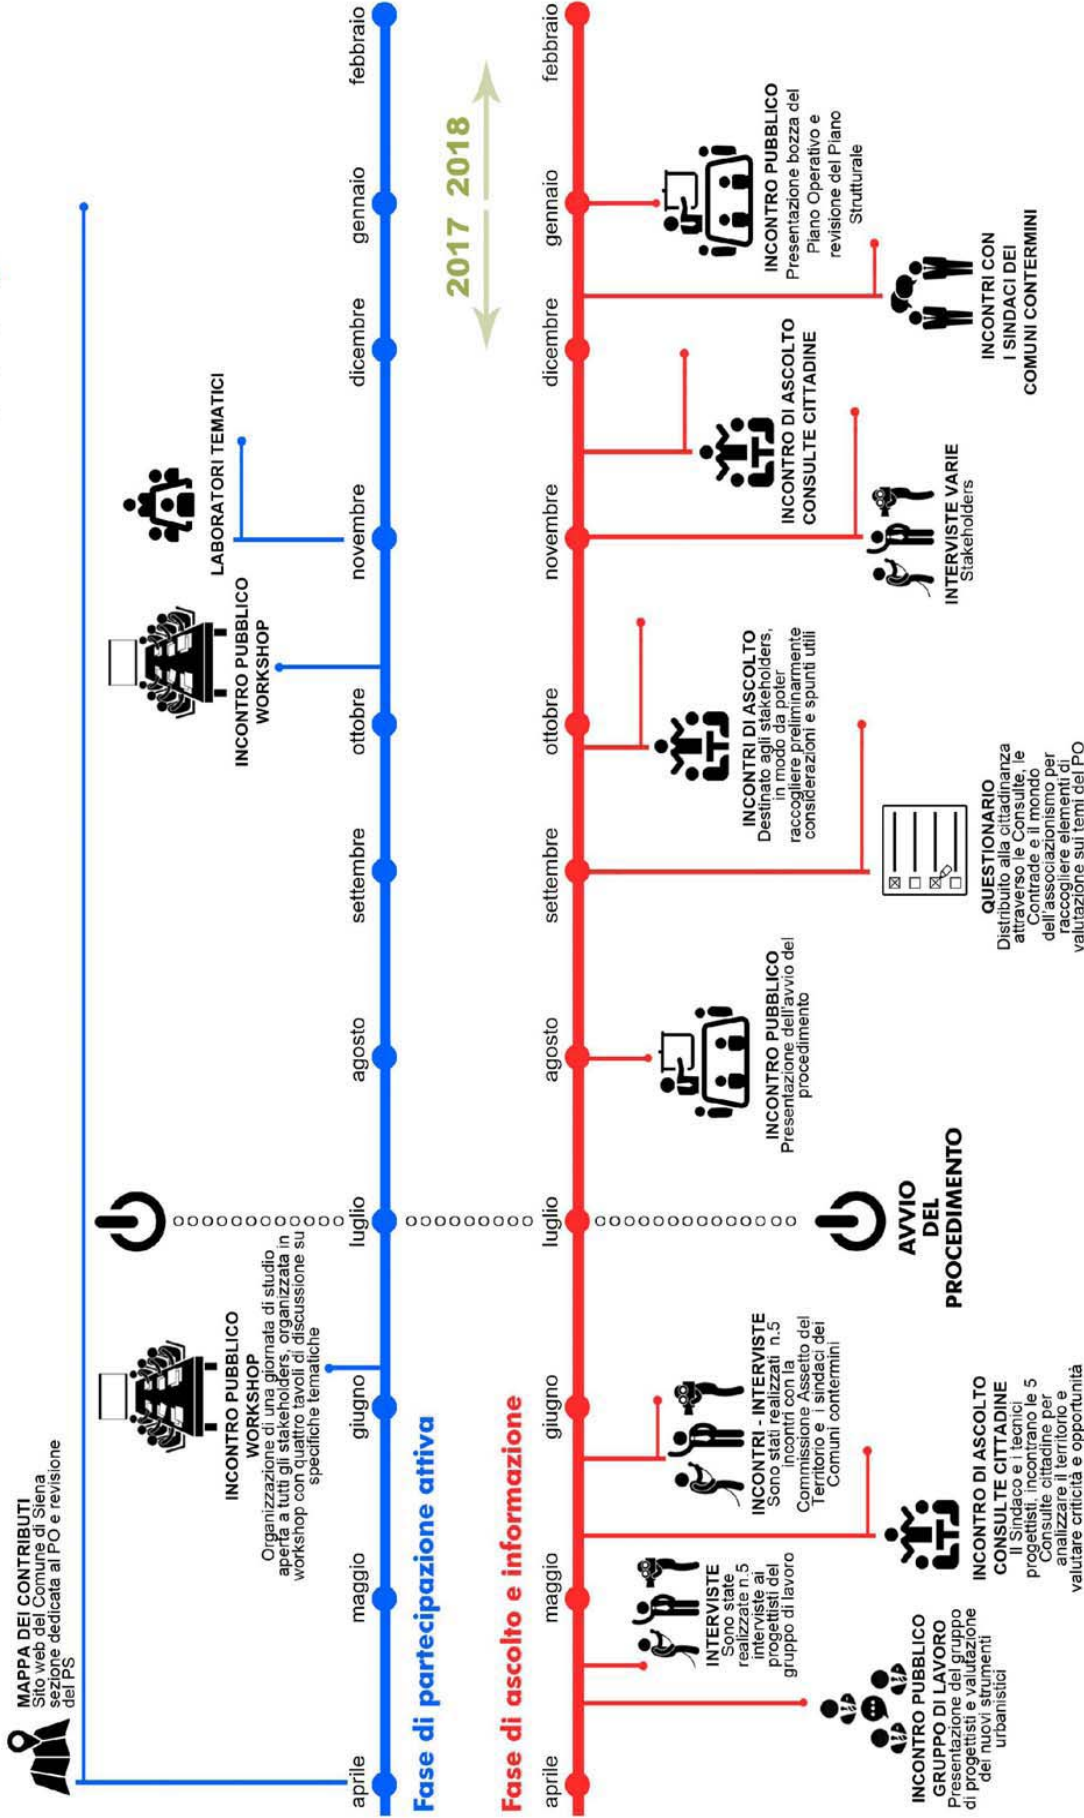 MAPPA DEI CONTRIBUTI
Sito web del Comune di Siena
sezione dedicata al PO e revisione
del PS
INCONTRO PUBBLICO
WORKSHOP
Organizzazione di una giornata di studio
aperta a tutti gli stakeholders, organizzata in
workshop con quattro tavoli di discussione su
specifiche tematiche
INCONTRO PUBBLICO
WORKSHOP
LABORATORI TEMATICI
aprile
maggio
giugno
luglio
agosto
settembre
ottobre
novembre
dicembre
gennaio
febbraio
Fase di partecipazione attiva
2017 2018
Fase di ascolto e informazione
aprile
maggio
giugno
luglio
agosto
settembre
ottobre
novembre
dicembre
gennaio
febbraio
INCONTRO PUBBLICO
GRUPPO DI LAVORO
Presentazione del gruppo
di progettisti e valutazione
dei nuovi strumenti
urbanistici
INTERVISTE
Sono state
realizzate n.5
interviste ai
progettisti del
gruppo di lavoro
INCONTRO DI ASCOLTO
CONSULTE CITTADINE
Il Sindaco e i tecnici
progettisti, incontrano le 5
Consulte cittadine per
analizzare il territorio e
valutare criticità e opportunità
INCONTRI - INTERVISTE
Sono stati realizzati n.5
incontri con la
Commissione Assetto del
Territorio e i sindaci dei
Comuni contermini
AVVIO
DEL
PROCEDIMENTO
INCONTRO PUBBLICO
Presentazione dell'avvio del
procedimento
QUESTIONARIO
Distribuito alla cittadinanza
attraverso le Consulte, le
Contrade e il mondo
dell'associazionismo per
raccogliere elementi di
valutazione sui temi del PO
INCONTRI DI ASCOLTO
Destinato agli stakeholders,
in modo da poter
raccogliere preliminarmente
considerazioni e spunti utili
INTERVISTE VARIE
Stakeholders
INCONTRO DI ASCOLTO
CONSULTE CITTADINE
INCONTRI CON
I SINDACI DEI
COMUNI CONTERMINI
INCONTRO PUBBLICO
Presentazione bozza del
Piano Operativo e
revisione del Piano
Strutturale